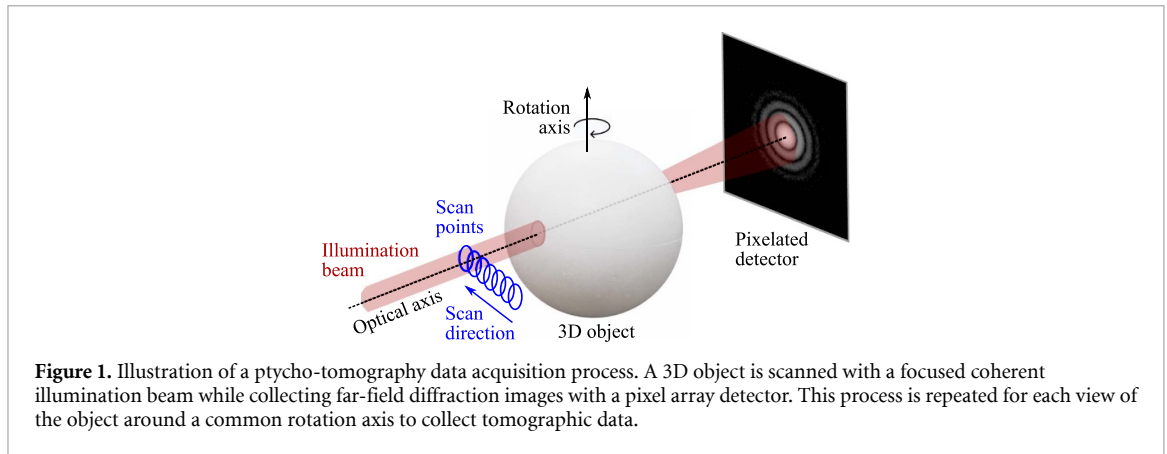 Rotation
axis
Scan
points
Illumination
beam
Optical axis
Scan
direction
3D object
Pixelated
detector
Figure 1. Illustration of a ptycho-tomography data acquisition process. A 3D object is scanned with a focused coherent
illumination beam while collecting far-field diffraction images with a pixel array detector. This process is repeated for each view of
the object around a common rotation axis to collect tomographic data.